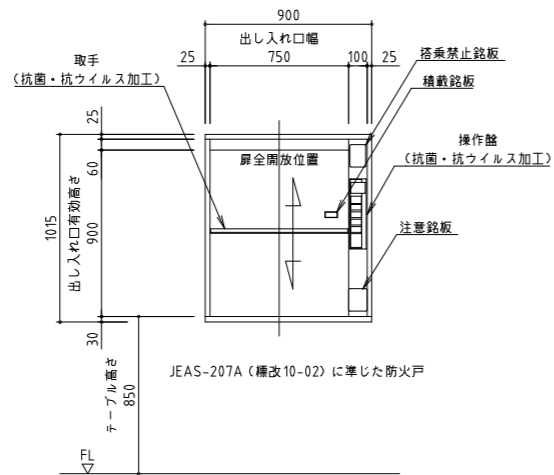 900
出し入れ口幅
25
750
100
25
取手
(抗菌・抗ウイルス加工)
搭乗禁止銘板
積載銘板
操作盤
(抗菌・抗ウイルス加工)
注意銘板
扉全開放位置
25
60
1015
出し入れ口有効高さ
900
30
テーブル高さ
850
JEAS-207A (標改10-02) に準じた防火戸
FL